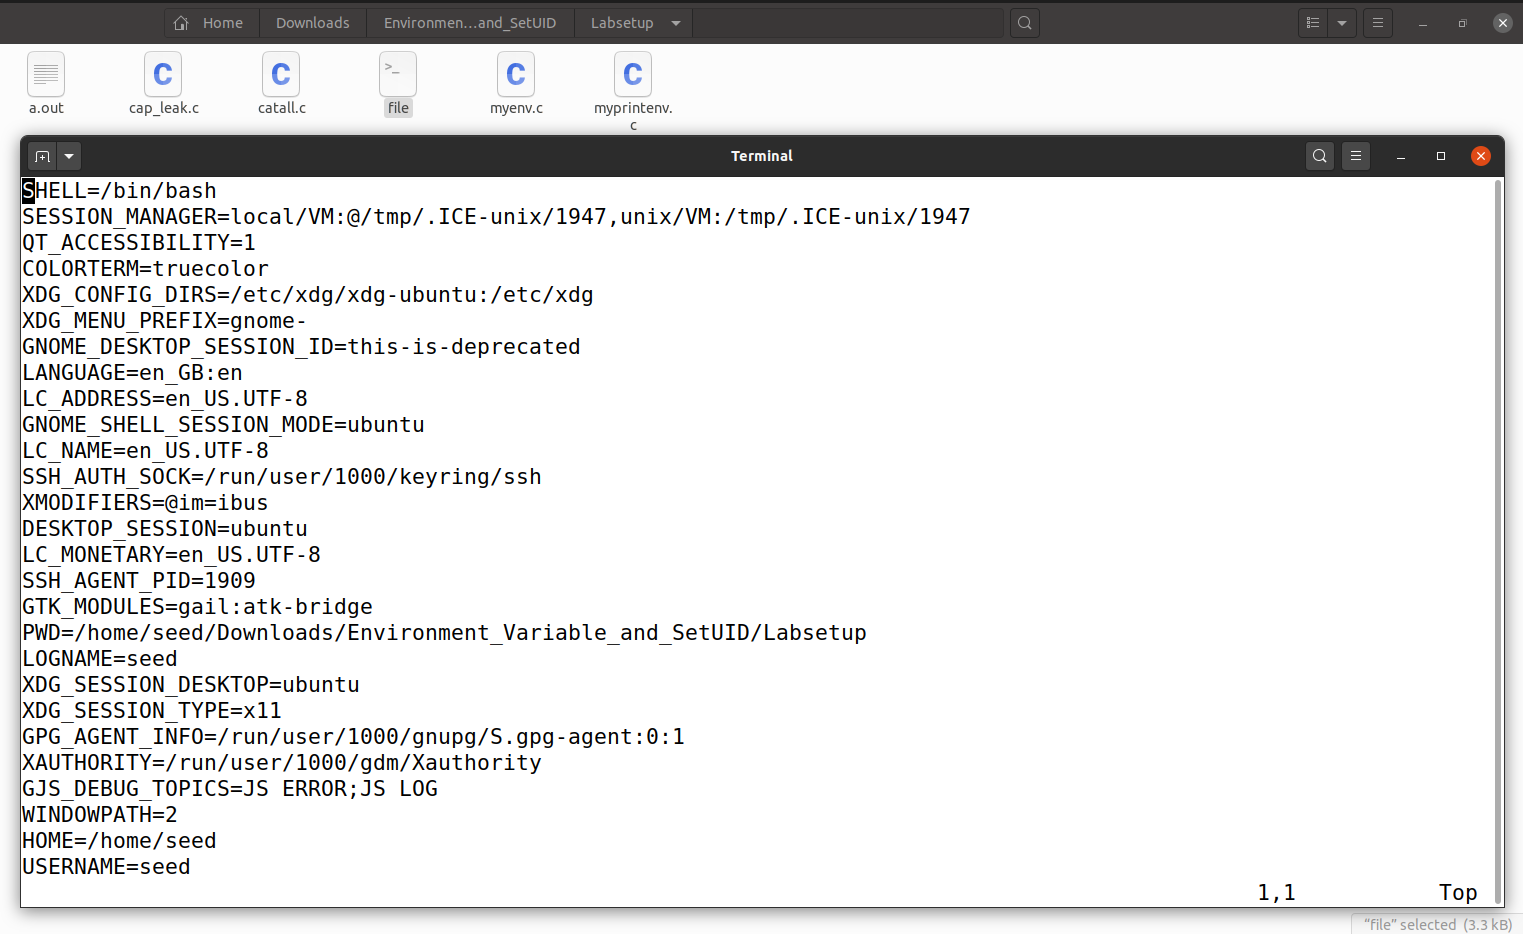 Home Downloads Environmen...and_SetUID Labsetup
a.out cap_leak.c catall.c file myenv.c myprintenv.
c
Terminal
SHELL=/bin/bash
SESSION_MANAGER=local/VM:@/tmp/.ICE-unix/1947,unix/VM:/tmp/.ICE-unix/1947
QT_ACCESSIBILITY=1
COLORTERM=truecolor
XDG_CONFIG_DIRS=/etc/xdg/xdg-ubuntu:/etc/xdg
XDG_MENU_PREFIX=gnome-
GNOME_DESKTOP_SESSION_ID=this-is-deprecated
LANGUAGE=en_GB:en
LC_ADDRESS=en_US.UTF-8
GNOME_SHELL_SESSION_MODE=ubuntu
LC_NAME=en_US.UTF-8
SSH_AUTH_SOCK=/run/user/1000/keyring/ssh
XMODIFIERS=@im=ibus
DESKTOP_SESSION=ubuntu
LC_MONETARY=en_US.UTF-8
SSH_AGENT_PID=1909
GTK_MODULES=gail:atk-bridge
PWD=/home/seed/Downloads/Environment_Variable_and_SetUID/Labsetup
LOGNAME=seed
XDG_SESSION_DESKTOP=ubuntu
XDG_SESSION_TYPE=x11
GPG_AGENT_INFO=/run/user/1000/gnupg/S.gpg-agent:0:1
XAUTHORITY=/run/user/1000/gdm/Xauthority
GJS_DEBUG_TOPICS=JS ERROR;JS LOG
WINDOWPATH=2
HOME=/home/seed
USERNAME=seed
1,1 Top
"file" selected (3.3 kB)